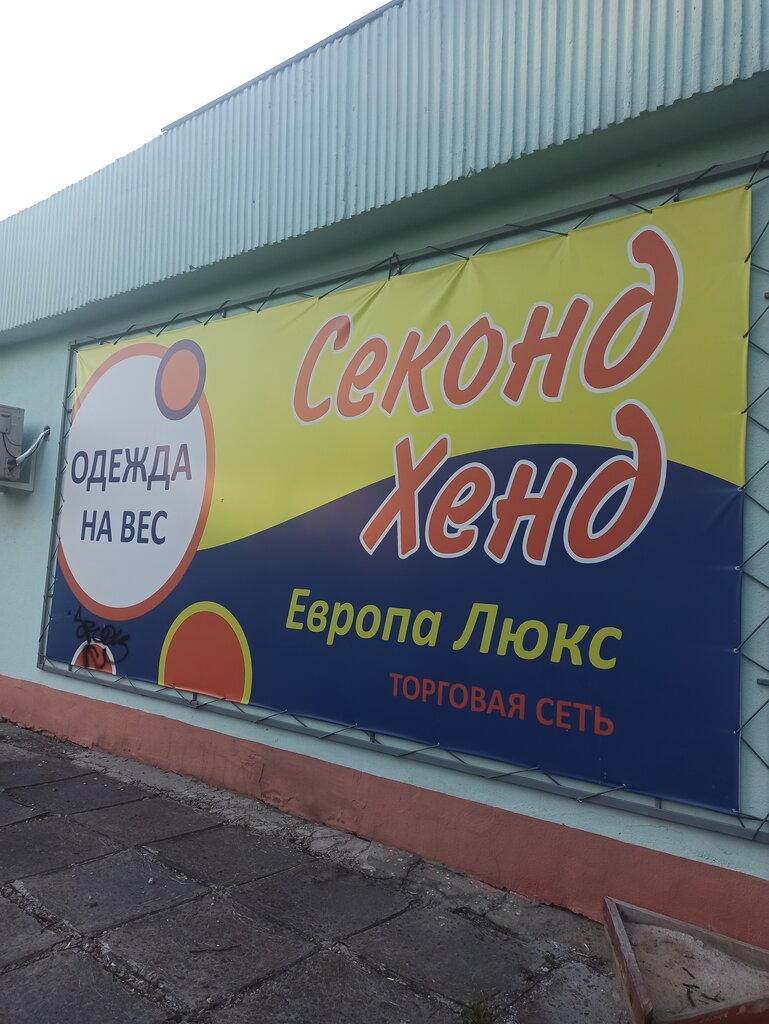 ОДЕЖДА
НА ВЕС
Секонд
Хенд
Европа Люкс
ТОРГОВАЯ СЕТЬ